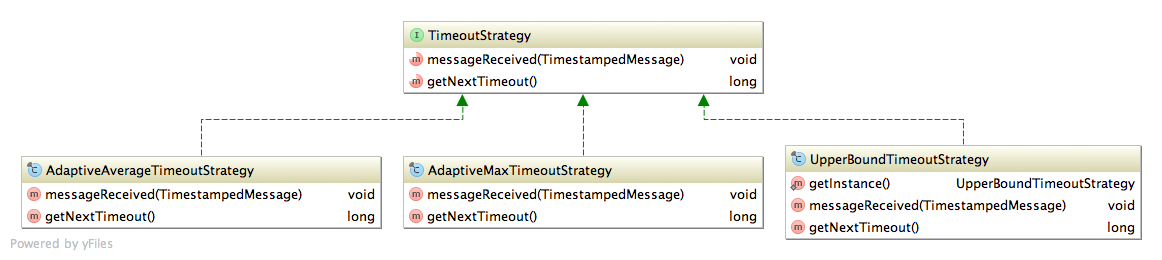 I TimeoutStrategy
m messageReceived(TimestampedMessage) void
m getNextTimeout() long
C AdaptiveAverageTimeoutStrategy
m messageReceived(TimestampedMessage) void
m getNextTimeout() long
C AdaptiveMaxTimeoutStrategy
m messageReceived(TimestampedMessage) void
m getNextTimeout() long
C UpperBoundTimeoutStrategy
m getInstance() UpperBoundTimeoutStrategy
m messageReceived(TimestampedMessage) void
m getNextTimeout() long
Powered by yFiles